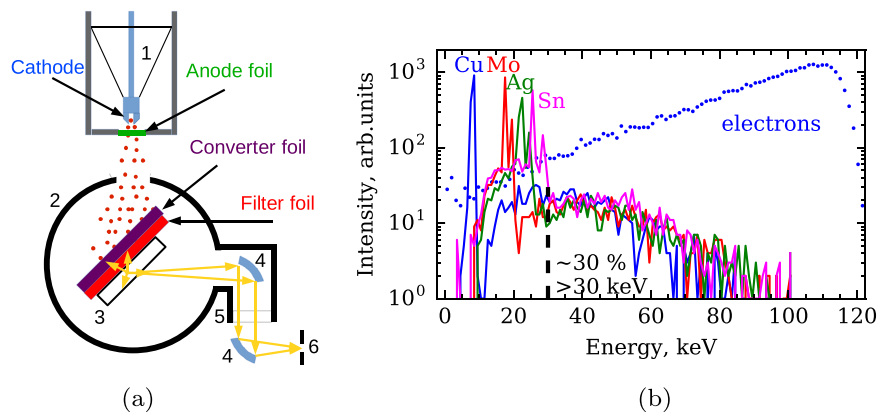 1
Cathode
Anode foil
Converter foil
2
Filter foil
4
3
5
4
6
(a)
Intensity, arb.units
10³
10²
10¹
10⁰
Cu Mo
Ag
Sn
electrons
~30 %
>30 keV
0 20 40 60 80 100 120
Energy, keV
(b)